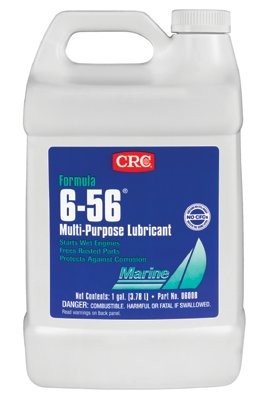 CRC
Formula
6-56®
Multi-Purpose Lubricant
NO CFCs
Starts Wet Engines
Frees Rusted Parts
Protects Against Corrosion
Marine
Net Contents: 1 gal. (3.78 l) • Part No. 06008
DANGER: COMBUSTIBLE. HARMFUL OR FATAL IF SWALLOWED.
Read warnings on back panel.